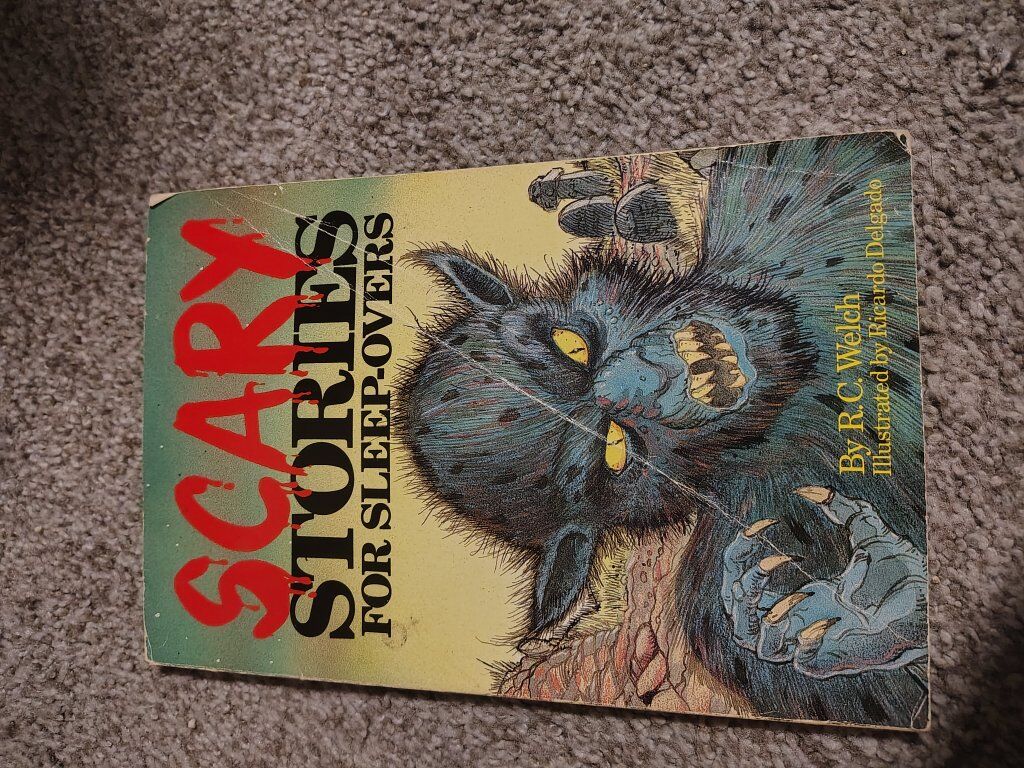 SCARY
STORIES
FOR SLEEP-OVERS
By R.C. Welch
Illustrated by Ricardo Delgado